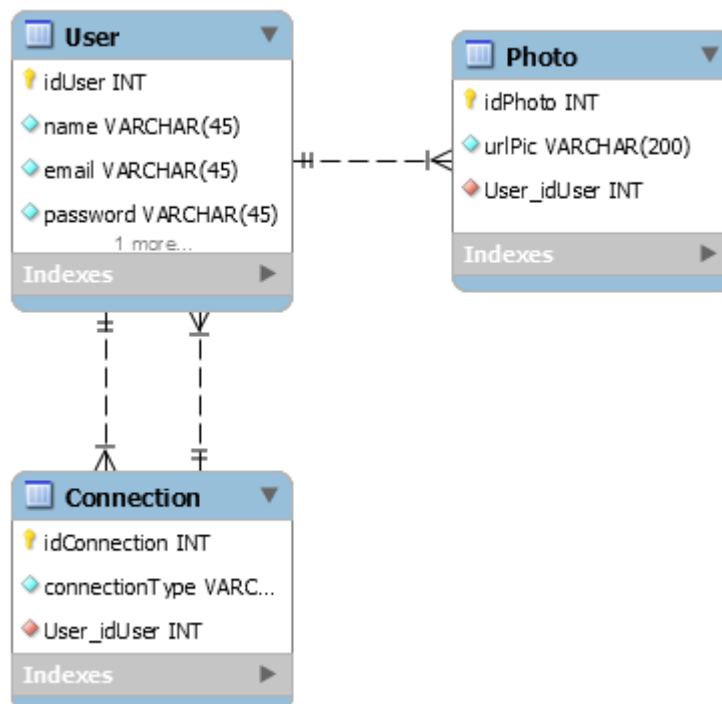 User
idUser INT
name VARCHAR(45)
email VARCHAR(45)
password VARCHAR(45)
1 more...
Indexes
Photo
idPhoto INT
urlPic VARCHAR(200)
User_idUser INT
Indexes
Connection
idConnection INT
connectionType VARC...
User_idUser INT
Indexes